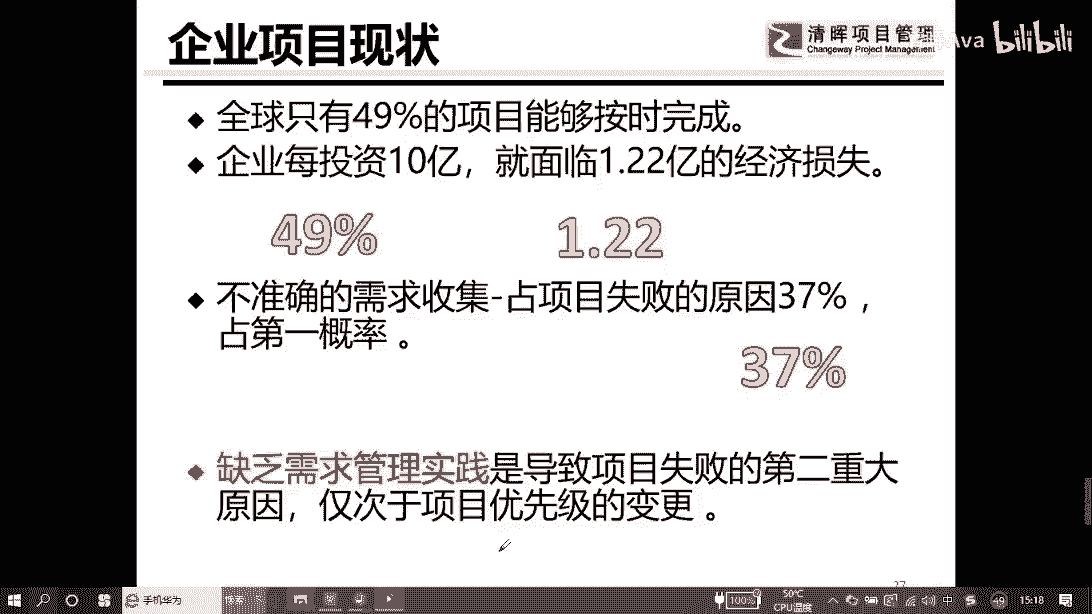 企业项目现状
清晖项目管理
Changeway Project Management
Ava bilibili
◆ 全球只有49%的项目能够按时完成。
◆ 企业每投资10亿，就面临1.22亿的经济损失。
49% 1.22
◆ 不准确的需求收集-占项目失败的原因37%，
占第一概率。
37%
◆ 缺乏需求管理实践是导致项目失败的第二重大
原因，仅次于项目优先级的变更。
27
手机华为 搜索 100% 50℃ CPU温度 中 49 15:18